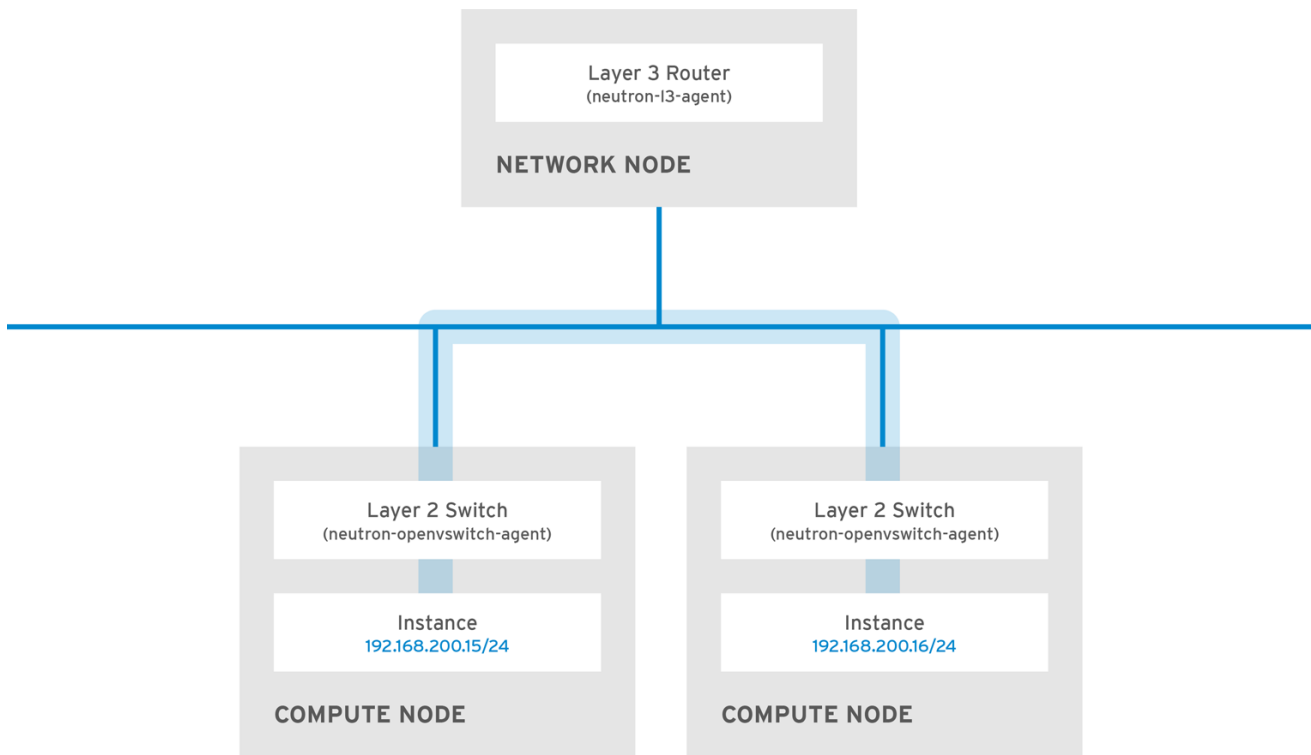 Layer 3 Router
(neutron-l3-agent)
NETWORK NODE
Layer 2 Switch
(neutron-openvswitch-agent)
Instance
192.168.200.15/24
COMPUTE NODE
Layer 2 Switch
(neutron-openvswitch-agent)
Instance
192.168.200.16/24
COMPUTE NODE